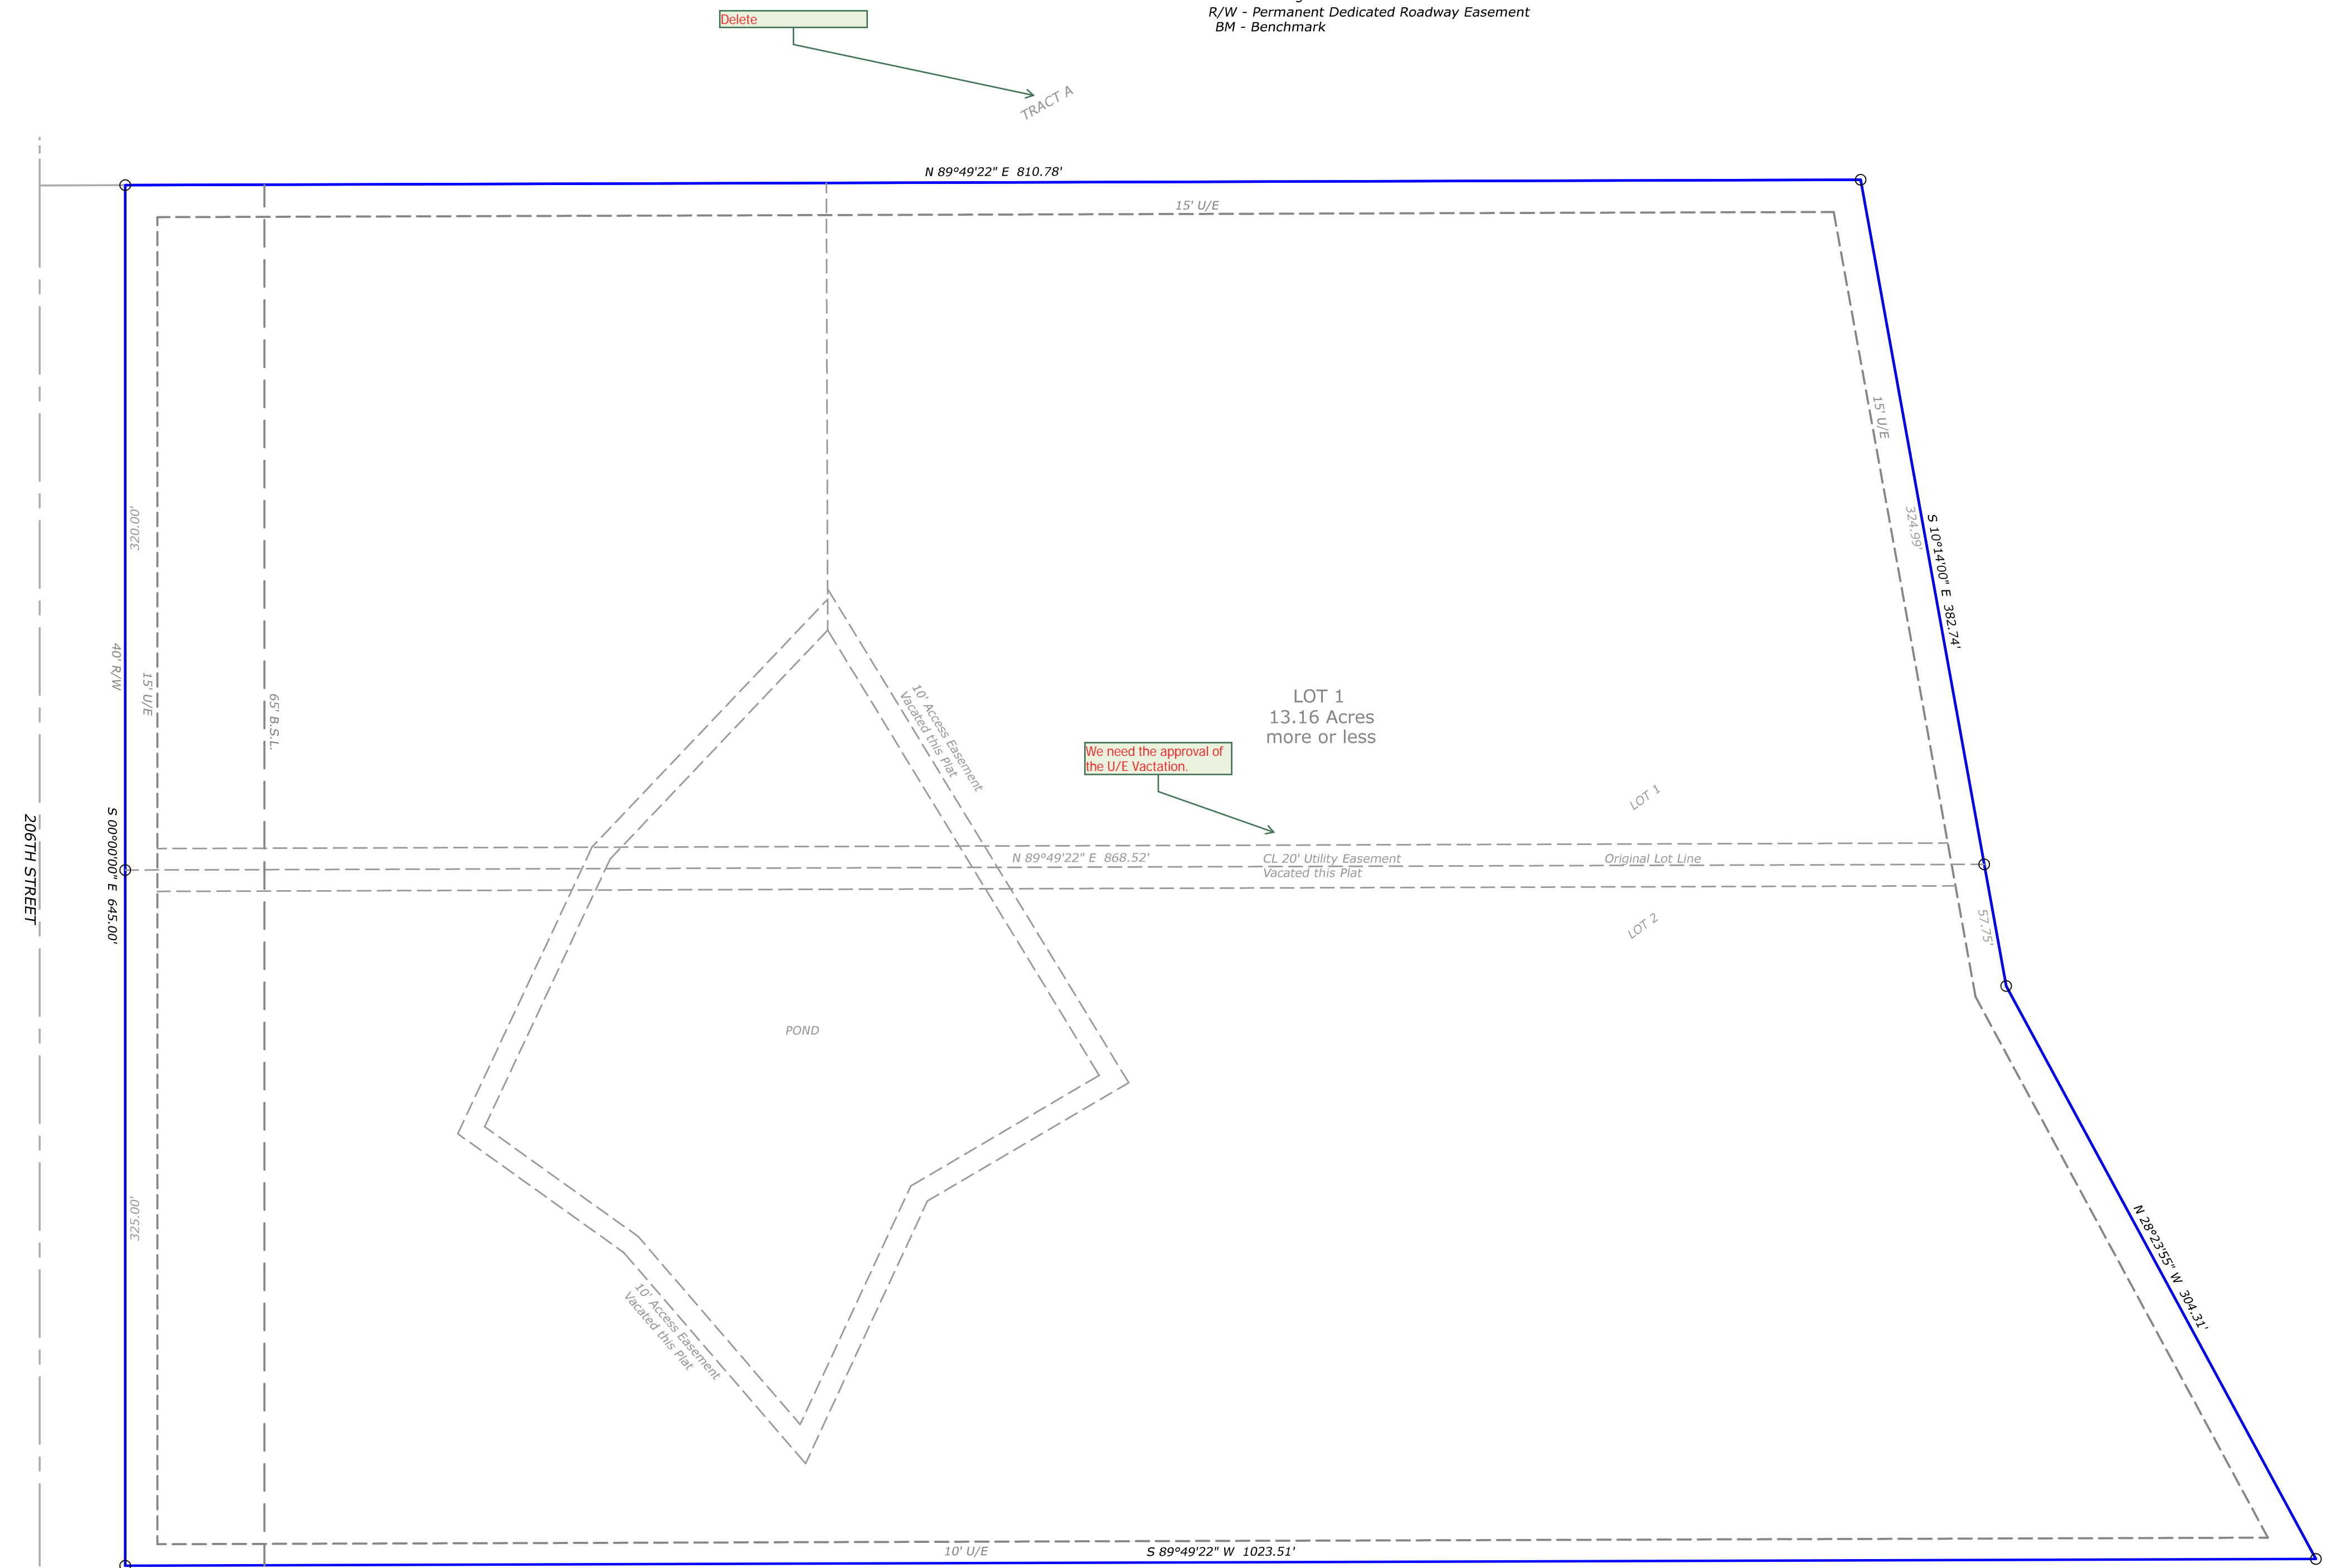 R/W - Permanent Dedicated Roadway Easement
BM - Benchmark
Delete
TRACT A
N 89°49'22" E 810.78'
15' U/E
15' U/E
324.99'
S 10°14'00" E 382.74'
320.00'
40' R/W
15' U/E
65' B.S.L.
10' Access Easement
Vacated this Plat
LOT 1
13.16 Acres
more or less
We need the approval of
the U/E Vactation.
LOT 1
206TH STREET
S 00°00'00" E 645.00'
N 89°49'22" E 868.52'
CL 20' Utility Easement
Vacated this Plat
Original Lot Line
LOT 2
57.75'
POND
325.00'
10' Access Easement
Vacated this Plat
N 28°23'55" W 304.31'
10' U/E
S 89°49'22" W 1023.51'